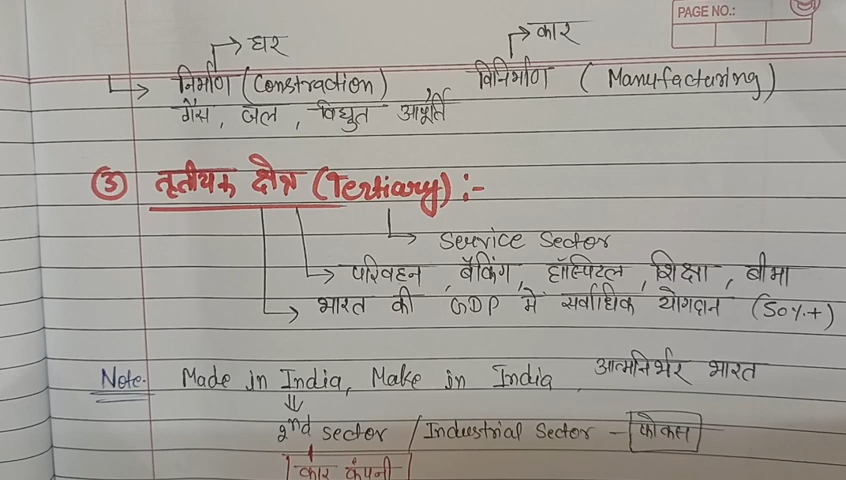 PAGE NO.:
घर
कार
निर्माण (Constraction) विनिर्माण (Manufacturing)
गैस, जल, विद्युत आपूर्ति
③ तृतीयक क्षेत्र (Tertiary) :-
Service Sector
परिवहन, बैंकिंग, हॉस्पिटल, शिक्षा, बीमा
भारत की GDP में सर्वाधिक योगदान (50%+)
Note- Made in India, Make in India, आत्मनिर्भर भारत
2nd sector / Industrial Sector - फोकस
कार कंपनी